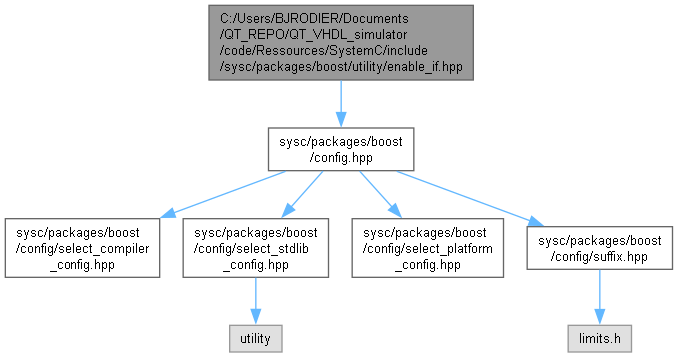 C:/Users/BJRODIER/Documents
/QT_REPO/QT_VHDL_simulator
/code/Ressources/SystemC/include
/sysc/packages/boost/utility/enable_if.hpp
sysc/packages/boost
/config.hpp
sysc/packages/boost
/config/select_compiler
_config.hpp
sysc/packages/boost
/config/select_stdlib
_config.hpp
sysc/packages/boost
/config/select_platform
_config.hpp
sysc/packages/boost
/config/suffix.hpp
utility
limits.h